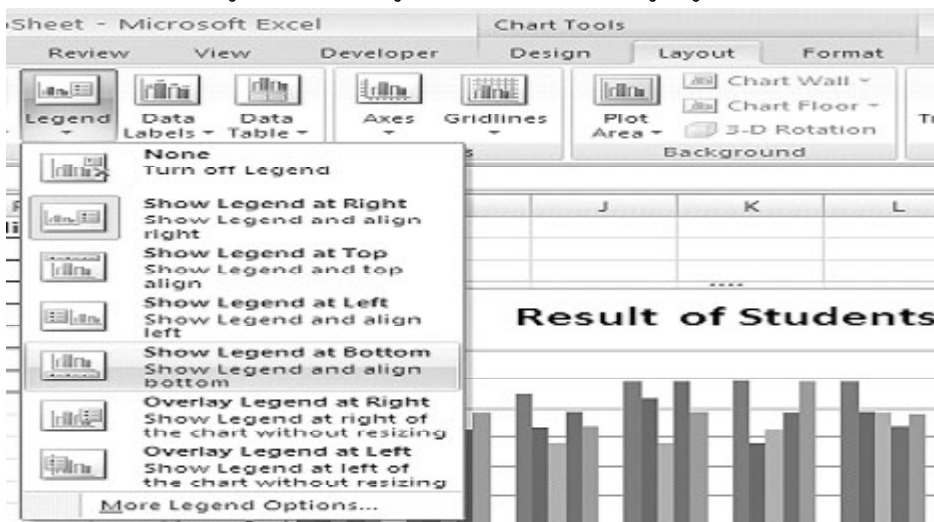 Sheet - Microsoft Excel Chart Tools
Review View Developer Design Layout Format
Legend Data Labels Data Table Axes Gridlines Plot Area Chart Wall
Chart Floor
3-D Rotation
Background
None
Turn off Legend
Show Legend at Right
Show Legend and align
right
Show Legend at Top
Show Legend and top
align
Show Legend at Left
Show Legend and align
left
Show Legend at Bottom
Show Legend and align
bottom
Overlay Legend at Right
Show Legend at right of
the chart without resizing
Overlay Legend at Left
Show Legend at left of
the chart without resizing
More Legend Options...
J K L
Result of Students